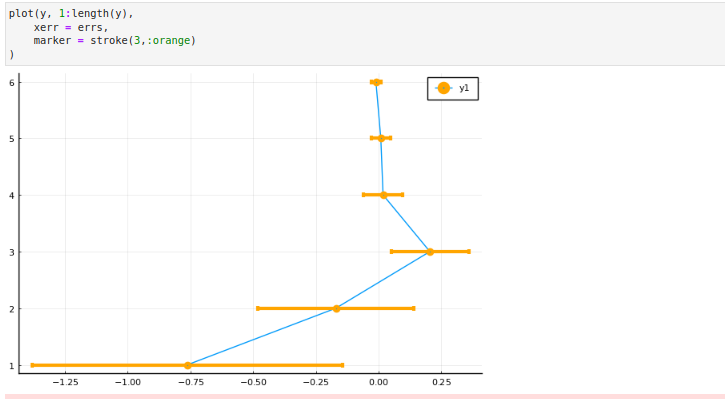 plot(y, 1:length(y),
    xerr = errs,
    marker = stroke(3,:orange)
)
y1
6
5
4
3
2
1
−1.25 −1.00 −0.75 −0.50 −0.25 0.00 0.25